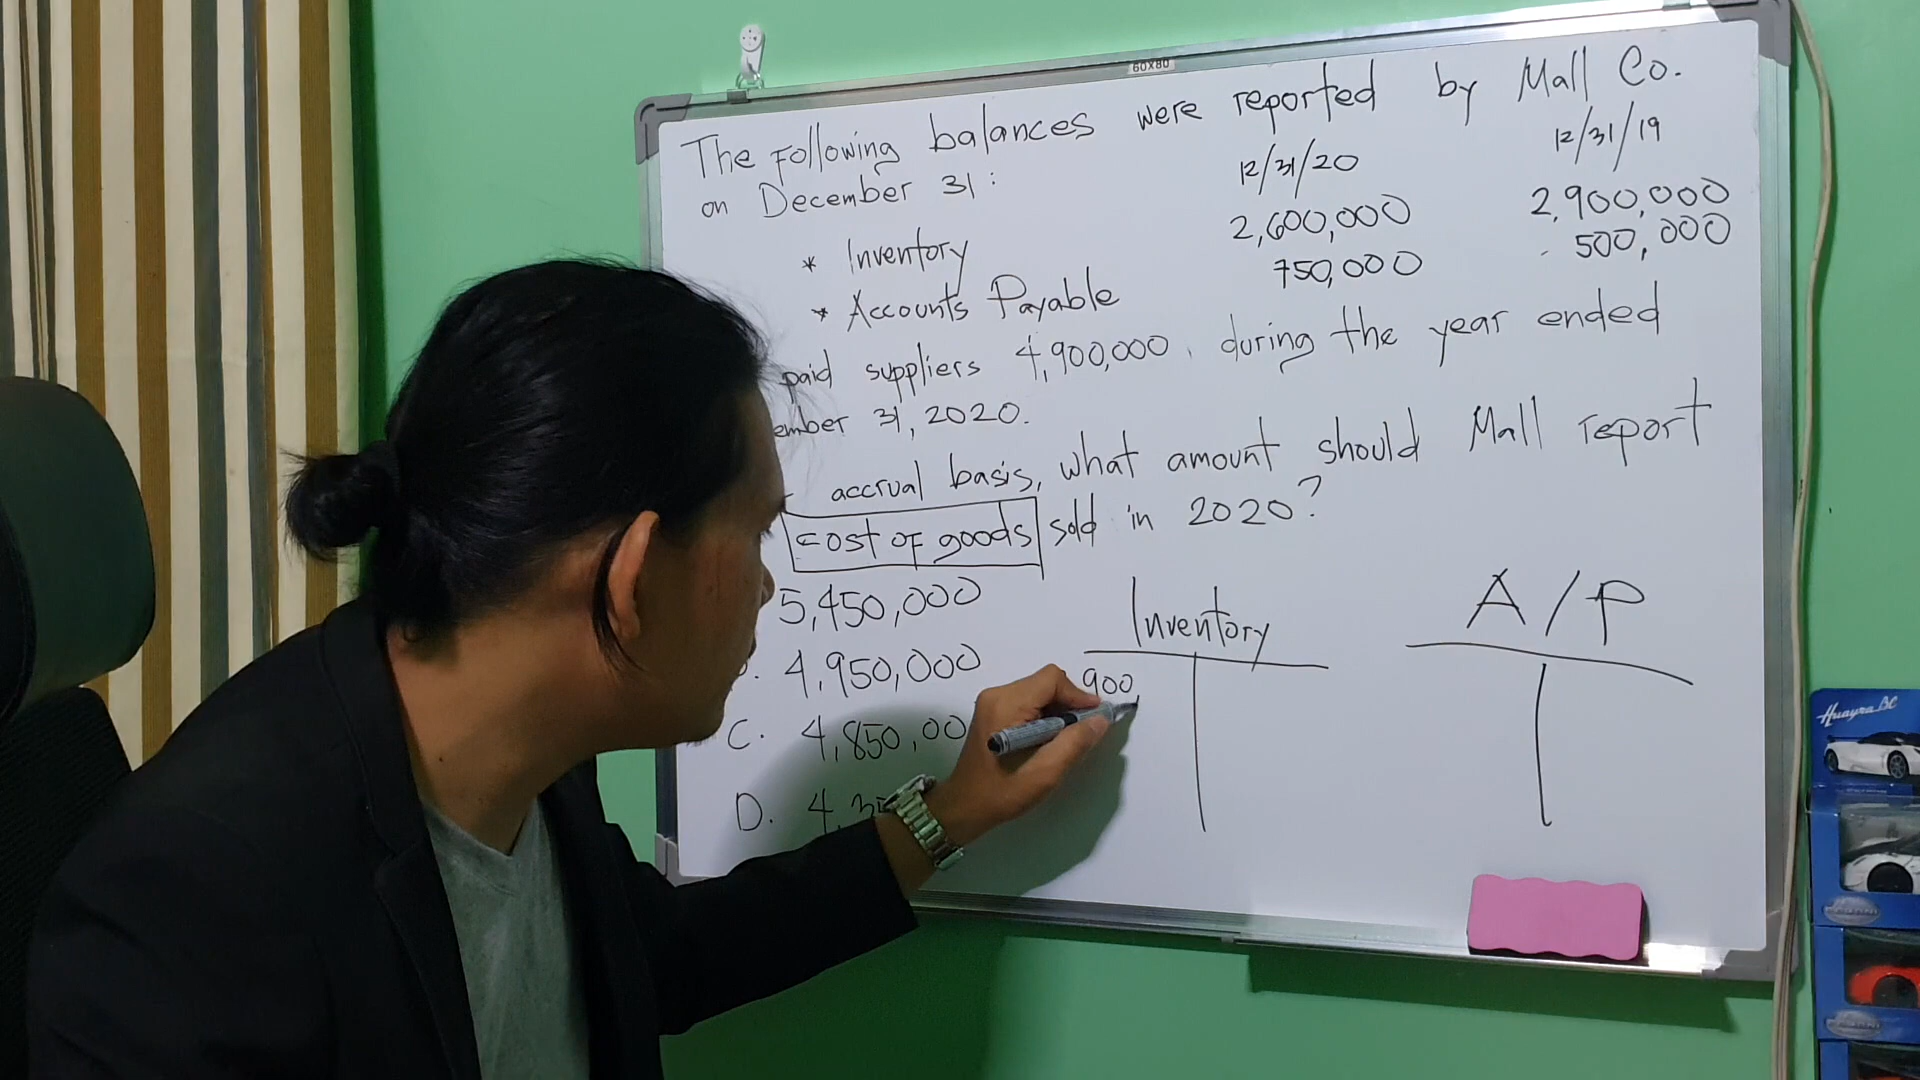 60X80
The Following balances were reported by Mall Co.
on December 31:
12/31/20 12/31/19
* Inventory 2,600,000 2,900,000
* Accounts Payable 750,000 500,000
paid suppliers 4,900,000, during the year ended
ember 31, 2020.
accrual basis, what amount should Mall report
cost of goods sold in 2020?
5,450,000
4,950,000
C. 4,850,00
D. 4,35
Inventory
900,
A/P
Huayra BC